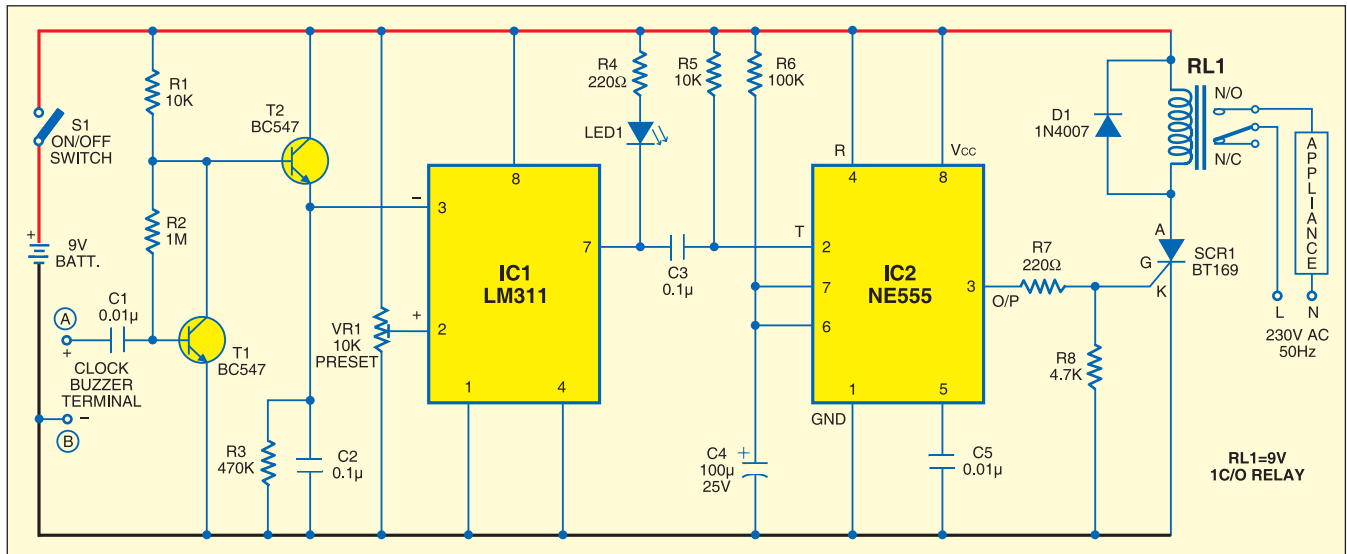 S1
ON/OFF
SWITCH
+
9V
BATT.
A
+
CLOCK
BUZZER
TERMINAL
-
B
C1
0.01µ
R1
10K
R2
1M
T1
BC547
T2
BC547
R3
470K
C2
0.1µ
VR1
10K
PRESET
–
+
3
2
8
7
1
4
IC1
LM311
R4
220Ω
LED1
C3
0.1µ
R5
10K
R6
100K
C4
100µ
25V
+
T
R
VCC
4
8
2
7
6
3
1
5
IC2
NE555
GND
O/P
C5
0.01µ
R7
220Ω
R8
4.7K
D1
1N4007
RL1
N/O
N/C
A
G
K
SCR1
BT169
APPLIANCE
L
N
230V AC
50Hz
RL1=9V
1C/O RELAY